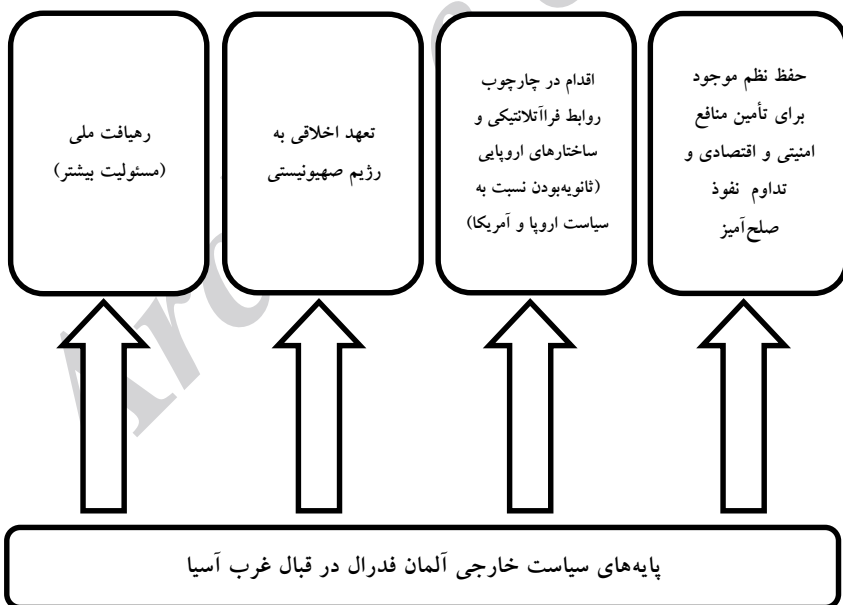 حفظ نظم موجود
برای تأمین منافع
امنیتی و اقتصادی و
تداوم نفوذ
صلح‌آمیز
اقدام در چارچوب
روابط فراآتلانتیکی و
ساختارهای اروپایی
(ثانویه‌بودن نسبت به
سیاست اروپا و آمریکا)
تعهد اخلاقی به
رژیم صهیونیستی
رهیافت ملی
(مسئولیت بیشتر)
پایه‌های سیاست خارجی آلمان فدرال در قبال غرب آسیا